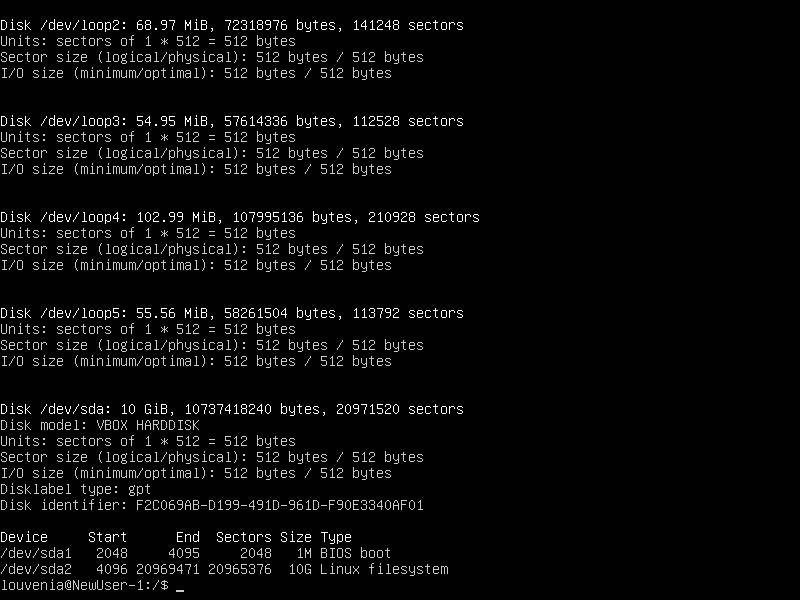 Disk /dev/loop2: 68.97 MiB, 72318976 bytes, 141248 sectors
Units: sectors of 1 * 512 = 512 bytes
Sector size (logical/physical): 512 bytes / 512 bytes
I/O size (minimum/optimal): 512 bytes / 512 bytes
Disk /dev/loop3: 54.95 MiB, 57614336 bytes, 112528 sectors
Units: sectors of 1 * 512 = 512 bytes
Sector size (logical/physical): 512 bytes / 512 bytes
I/O size (minimum/optimal): 512 bytes / 512 bytes
Disk /dev/loop4: 102.99 MiB, 107995136 bytes, 210928 sectors
Units: sectors of 1 * 512 = 512 bytes
Sector size (logical/physical): 512 bytes / 512 bytes
I/O size (minimum/optimal): 512 bytes / 512 bytes
Disk /dev/loop5: 55.56 MiB, 58261504 bytes, 113792 sectors
Units: sectors of 1 * 512 = 512 bytes
Sector size (logical/physical): 512 bytes / 512 bytes
I/O size (minimum/optimal): 512 bytes / 512 bytes
Disk /dev/sda: 10 GiB, 10737418240 bytes, 20971520 sectors
Disk model: VBOX HARDDISK
Units: sectors of 1 * 512 = 512 bytes
Sector size (logical/physical): 512 bytes / 512 bytes
I/O size (minimum/optimal): 512 bytes / 512 bytes
Disklabel type: gpt
Disk identifier: F2C069AB-D199-491D-961D-F90E3340AF01
Device     Start      End  Sectors Size Type
/dev/sda1   2048     4095     2048   1M BIOS boot
/dev/sda2   4096 20969471 20965376  10G Linux filesystem
louvenia@NewUser-1:/$ _